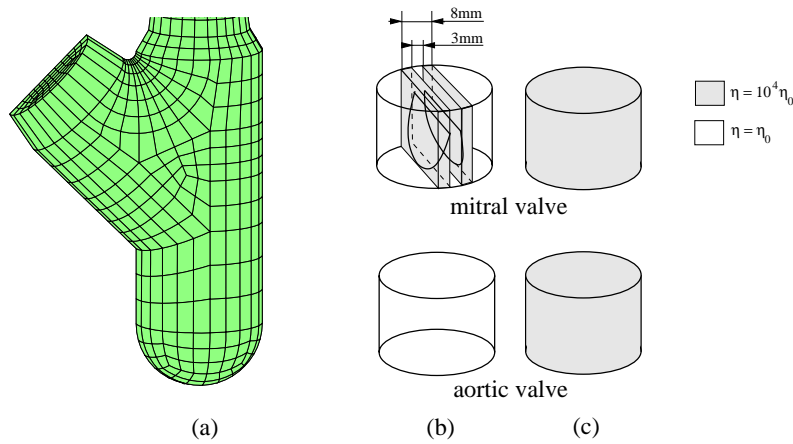 8mm
3mm
η = 10⁴η₀
η = η₀
mitral valve
aortic valve
(a) (b) (c)